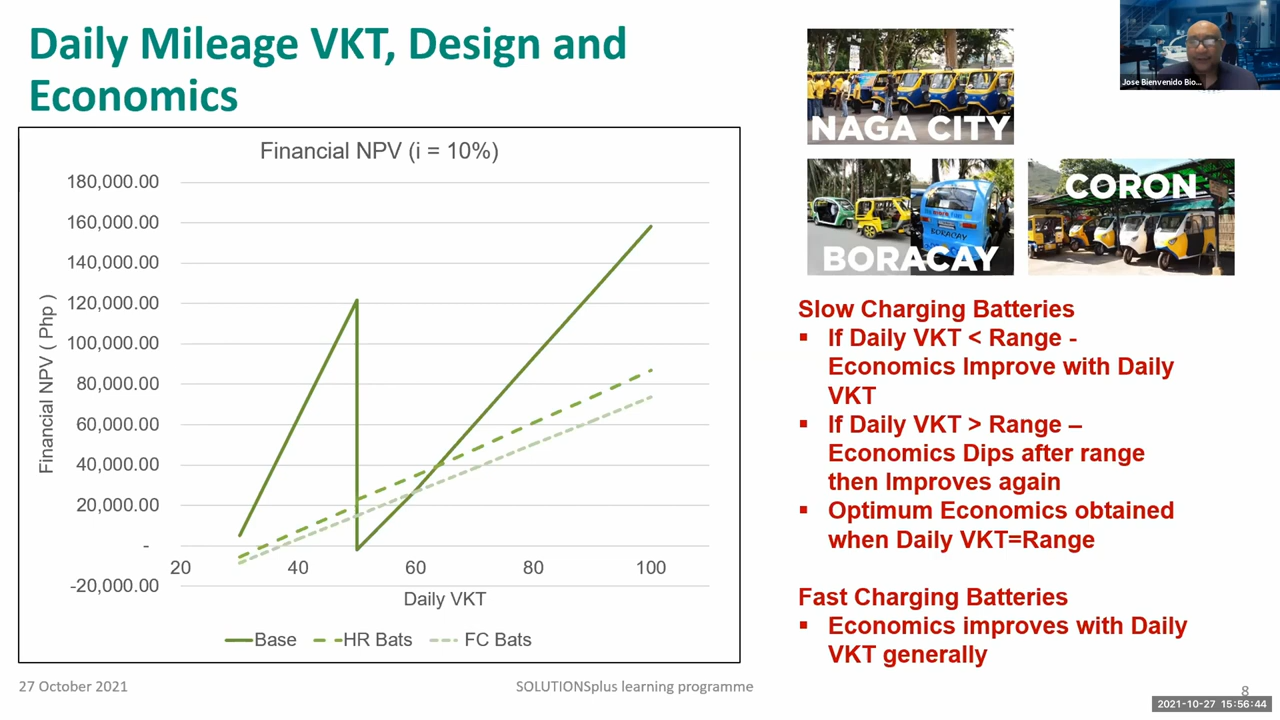 Daily Mileage VKT, Design and
Economics
Financial NPV (i = 10%)
180,000.00
160,000.00
140,000.00
120,000.00
100,000.00
80,000.00
60,000.00
40,000.00
20,000.00
-
-20,000.00
Financial NPV ( Php )
20 40 60 80 100
Daily VKT
Base HR Bats FC Bats
NAGA CITY
BORACAY
BORACAY
CORON
Jose Bienvenido Bio...
Slow Charging Batteries
▪ If Daily VKT < Range -
Economics Improve with Daily
VKT
▪ If Daily VKT > Range –
Economics Dips after range
then Improves again
▪ Optimum Economics obtained
when Daily VKT=Range
Fast Charging Batteries
▪ Economics improves with Daily
VKT generally
27 October 2021
SOLUTIONSplus learning programme
8
2021-10-27 15:56:44